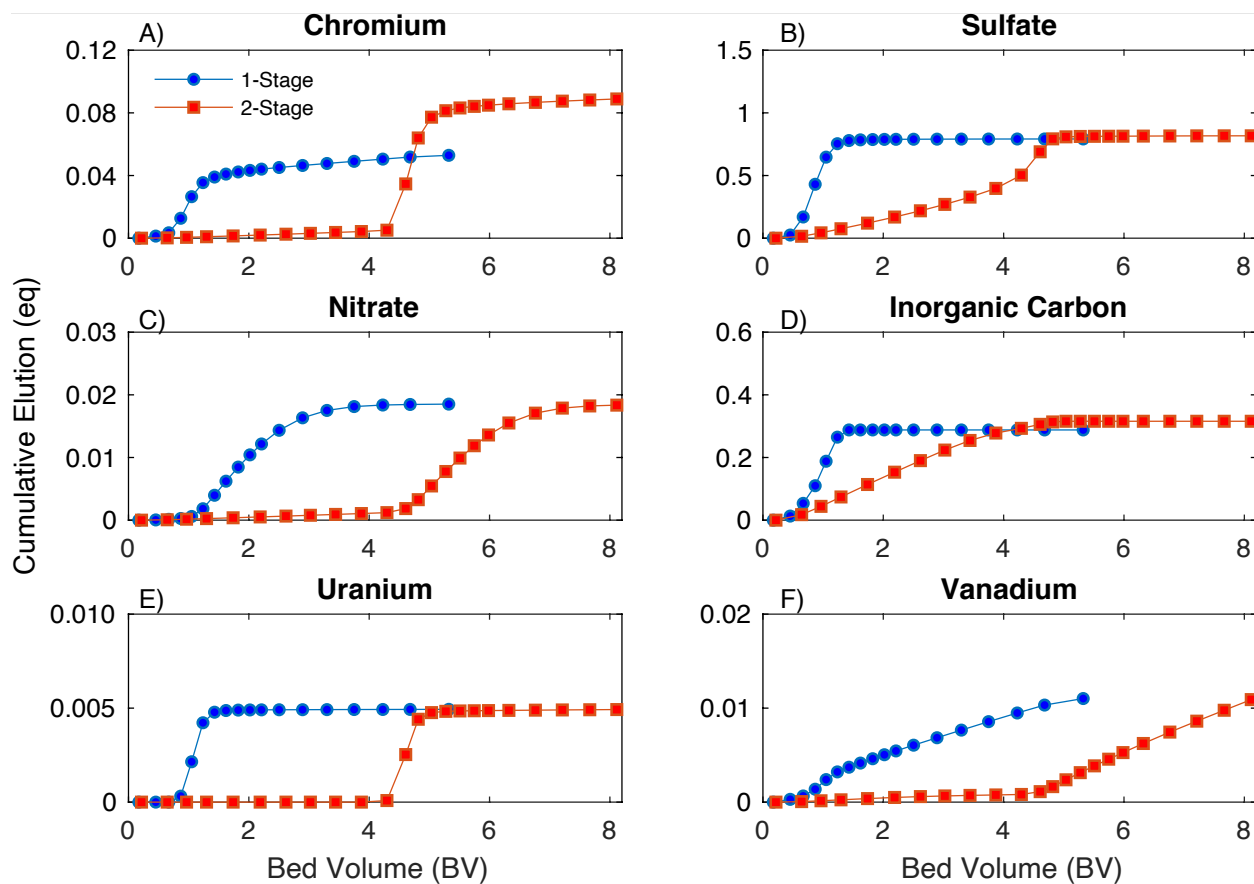 Chromium
A)
0.12
0.08
0.04
0
0 2 4 6 8
1-Stage
2-Stage
Sulfate
B)
1.5
1
0.5
0
0 2 4 6 8
Nitrate
C)
0.03
0.02
0.01
0
0 2 4 6 8
Inorganic Carbon
D)
0.6
0.4
0.2
0
0 2 4 6 8
Uranium
E)
0.010
0.005
0
0 2 4 6 8
Vanadium
F)
0.02
0.01
0
0 2 4 6 8
Cumulative Elution (eq)
Bed Volume (BV)
Bed Volume (BV)